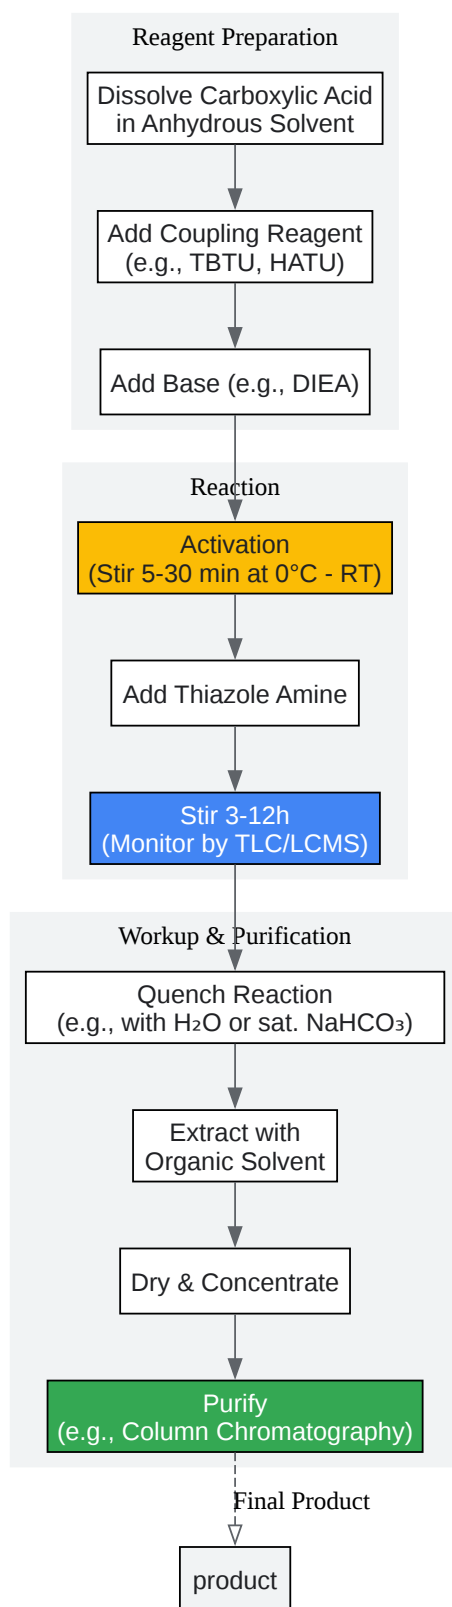 Reagent Preparation
Dissolve Carboxylic Acid
in Anhydrous Solvent
Add Coupling Reagent
(e.g., TBTU, HATU)
Add Base (e.g., DIEA)
Reaction
Activation
(Stir 5-30 min at 0°C - RT)
Add Thiazole Amine
Stir 3-12h
(Monitor by TLC/LCMS)
Workup & Purification
Quench Reaction
(e.g., with H₂O or sat. NaHCO₃)
Extract with
Organic Solvent
Dry & Concentrate
Purify
(e.g., Column Chromatography)
Final Product
product